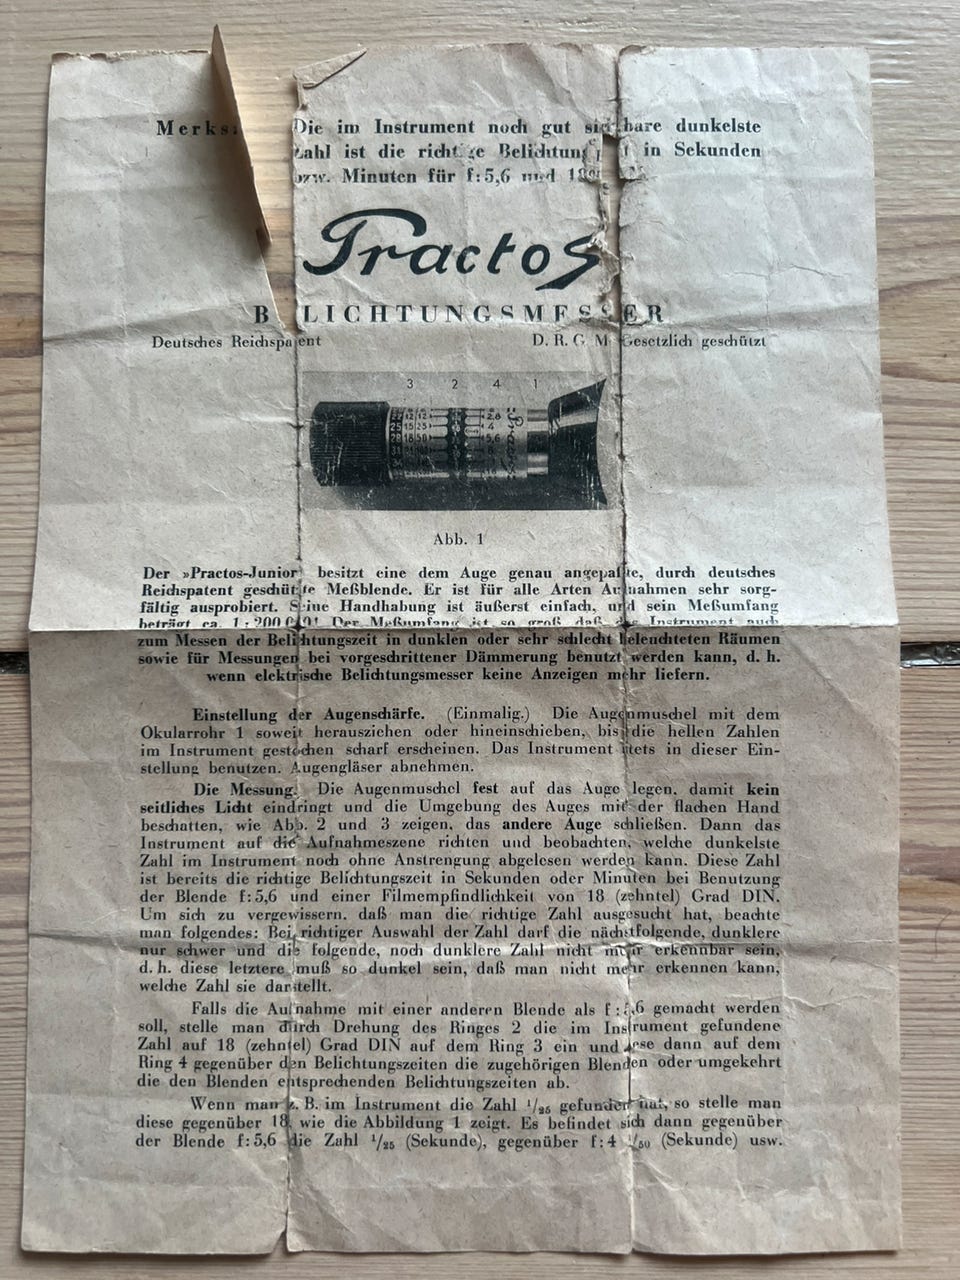 Merks Die im Instrument noch gut sichtbare dunkelste
Zahl ist die richtige Belichtung in Sekunden
bzw. Minuten für f:5,6 und
Practos
BELICHTUNGSMESSER
Deutsches Reichspatent D. R. G. M. Gesetzlich geschützt
3 2 4 1
2,8
25 15 25 4
28 18 50 5,6
Practos
Abb. 1
Der »Practos-Junior« besitzt eine dem Auge genau angepaßte, durch deutsches
Reichspatent geschützte Meßblende. Er ist für alle Arten Aufnahmen sehr sorg-
fältig ausprobiert. Seine Handhabung ist äußerst einfach, und sein Meßumfang
beträgt ca. Der Meßumfang ist so groß, daß das Instrument auch
zum Messen der Belichtungszeit in dunklen oder sehr schlecht beleuchteten Räumen
sowie für Messungen bei vorgeschrittener Dämmerung benutzt werden kann, d. h.
wenn elektrische Belichtungsmesser keine Anzeigen mehr liefern.
Einstellung der Augenschärfe. (Einmalig.) Die Augenmuschel mit dem
Okularrohr 1 soweit herausziehen oder hineinschieben, bis die hellen Zahlen
im Instrument gestochen scharf erscheinen. Das Instrument stets in dieser Ein-
stellung benutzen. Augengläser abnehmen.
Die Messung. Die Augenmuschel fest auf das Auge legen, damit kein
seitliches Licht eindringt und die Umgebung des Auges mit der flachen Hand
beschatten, wie Abb. 2 und 3 zeigen, das andere Auge schließen. Dann das
Instrument auf die Aufnahmeszene richten und beobachten, welche dunkelste
Zahl im Instrument noch ohne Anstrengung abgelesen werden kann. Diese Zahl
ist bereits die richtige Belichtungszeit in Sekunden oder Minuten bei Benutzung
der Blende f:5,6 und einer Filmempfindlichkeit von 18 (zehntel) Grad DIN.
Um sich zu vergewissern, daß man die richtige Zahl ausgesucht hat, beachte
man folgendes: Bei richtiger Auswahl der Zahl darf die nächstfolgende, dunklere
nur schwer und die folgende, noch dunklere Zahl nicht mehr erkennbar sein,
d. h. diese letztere muß so dunkel sein, daß man nicht mehr erkennen kann,
welche Zahl sie darstellt.
Falls die Aufnahme mit einer anderen Blende als f:5,6 gemacht werden
soll, stelle man durch Drehung des Ringes 2 die im Instrument gefundene
Zahl auf 18 (zehntel) Grad DIN auf dem Ring 3 ein und lese dann auf dem
Ring 4 gegenüber den Belichtungszeiten die zugehörigen Blenden oder umgekehrt
die den Blenden entsprechenden Belichtungszeiten ab.
Wenn man z. B. im Instrument die Zahl 1/25 gefunden hat, so stelle man
diese gegenüber 18, wie die Abbildung 1 zeigt. Es befindet sich dann gegenüber
der Blende f:5,6 die Zahl 1/25 (Sekunde), gegenüber f:4 1/50 (Sekunde) usw.